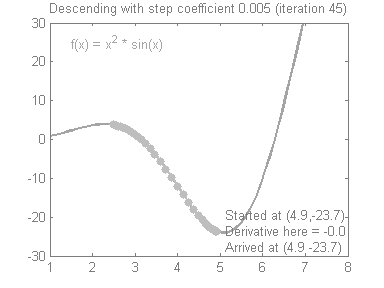 Descending with step coefficient 0.005 (iteration 45)
f(x) = x² * sin(x)
30
20
10
0
-10
-20
-30
1 2 3 4 5 6 7 8
Started at (4.9,-23.7)
Derivative here = -0.0
Arrived at (4.9 -23.7)